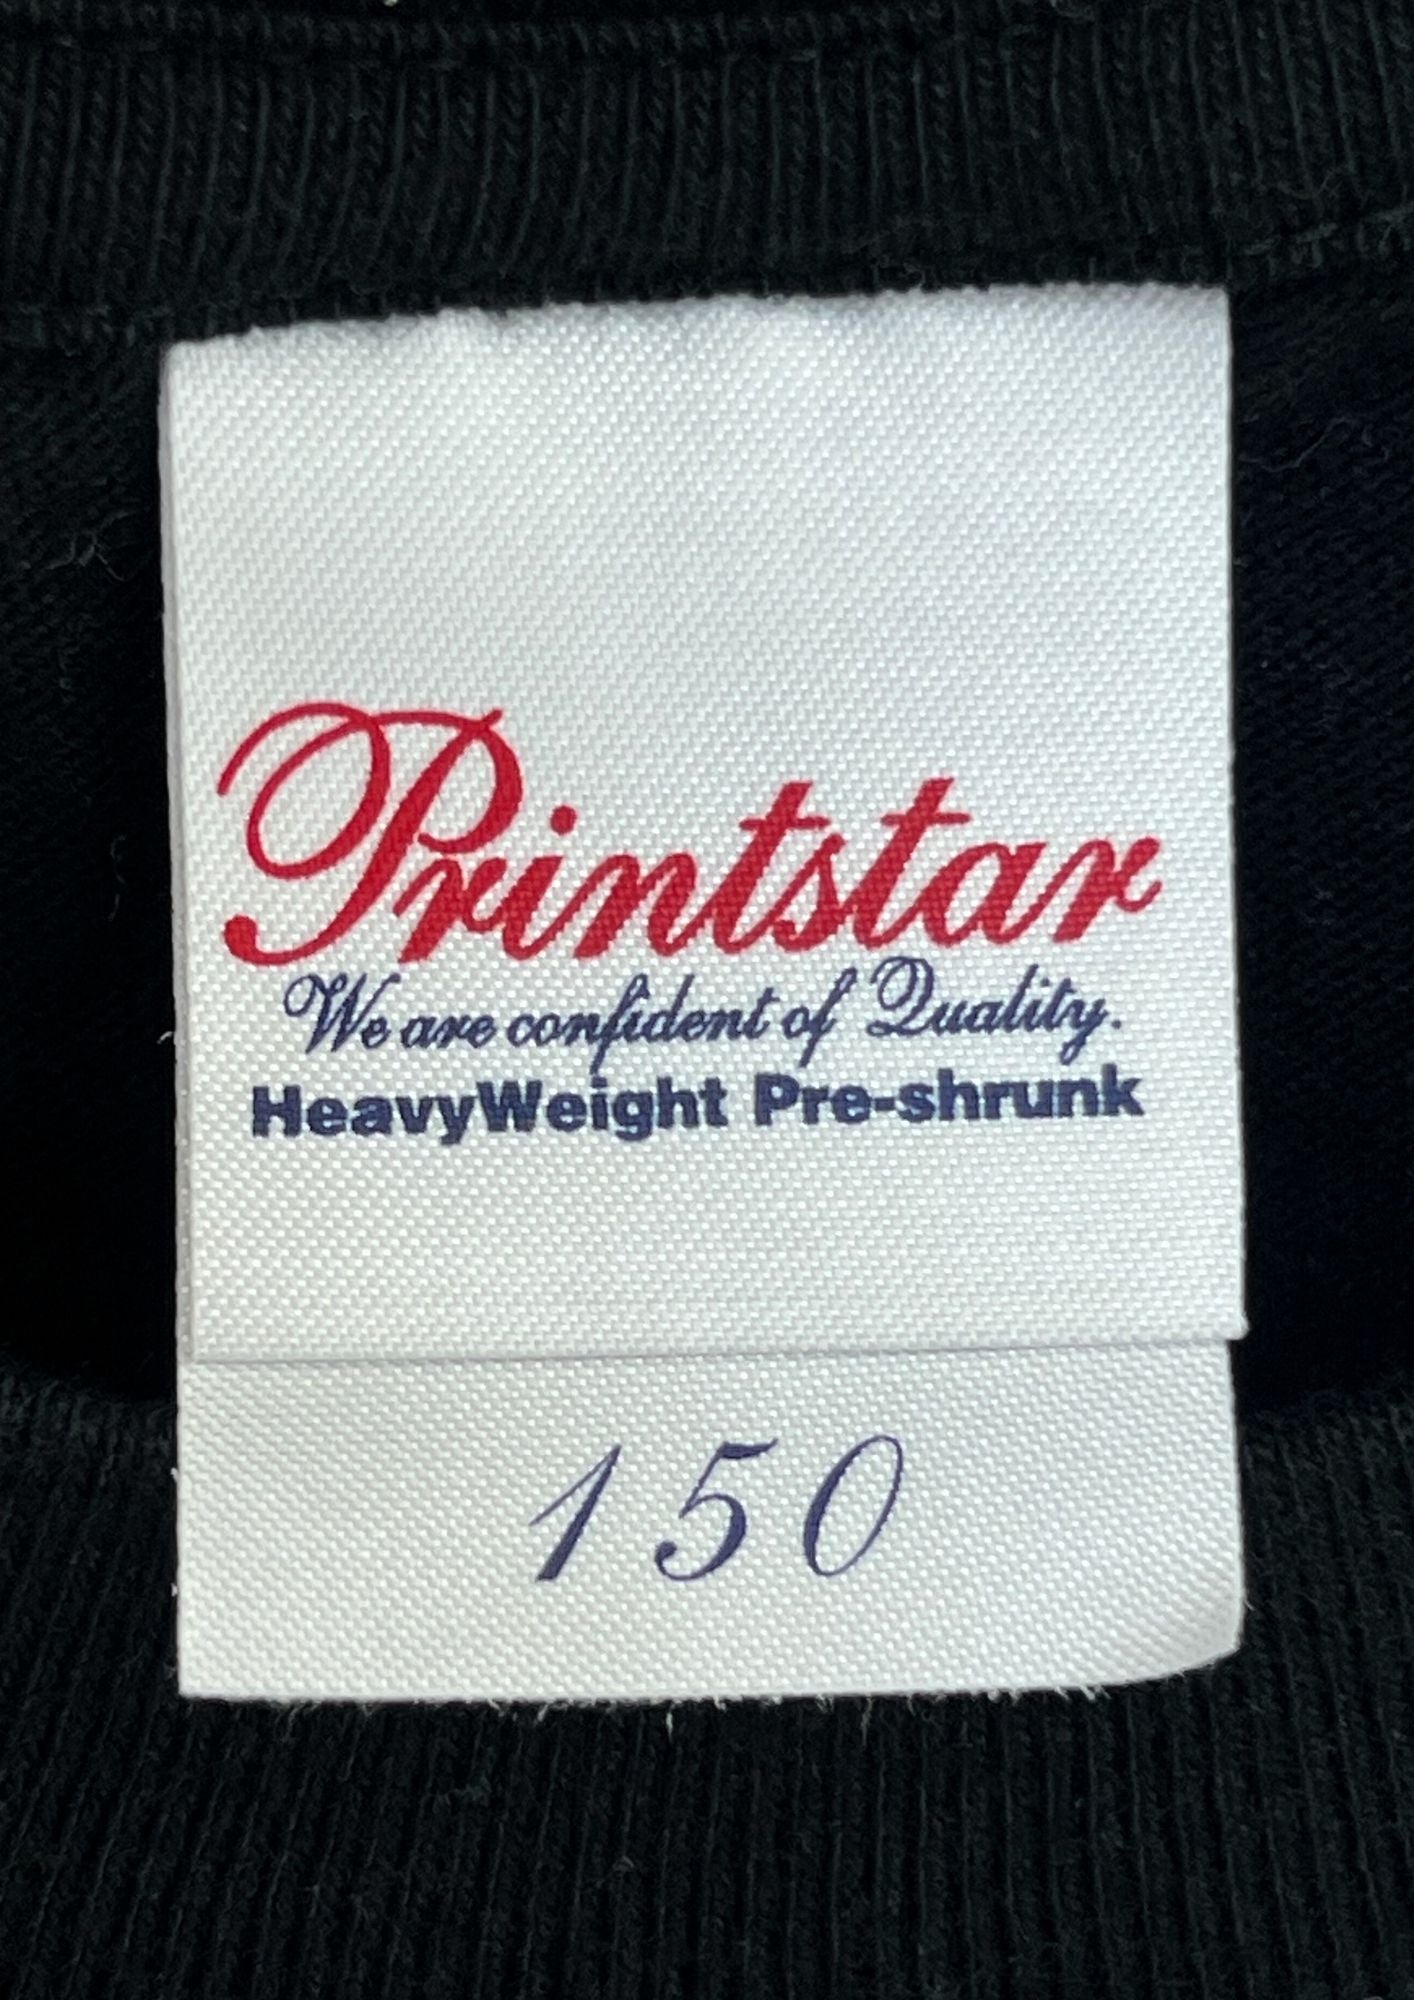 Printstar
We are confident of Quality.
HeavyWeight Pre-shrunk
150